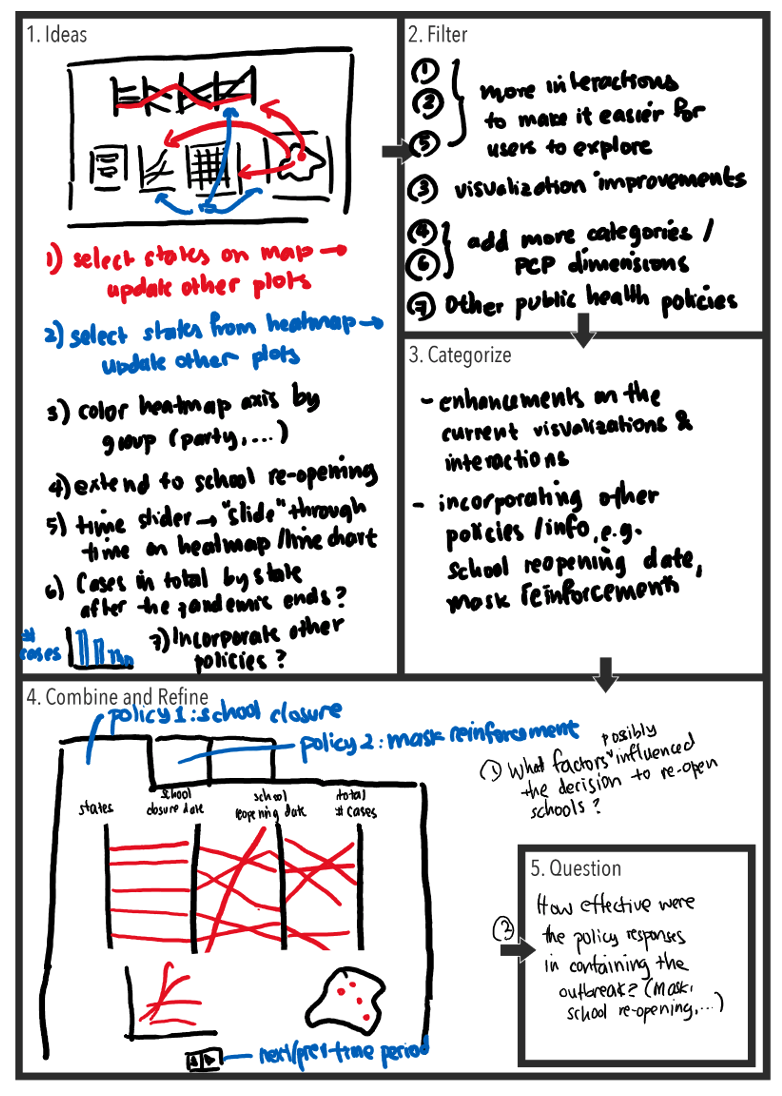 1. Ideas
1) select states on map →
update other plots
2) select states from heatmap →
update other plots
3) color heatmap axis by
group (party,...)
4) extend to school re-opening
5) time slider → "slide" through
time on heatmap/line chart
6) Cases in total by state
after the pandemic ends?
# cases
7) Incorporate other
policies?
2. Filter
① ② ⑤ } more interactions
to make it easier for
users to explore
③ visualization improvements
④ ⑥ } add more categories /
PCP dimensions
⑦ Other public health policies
3. Categorize
- enhancements on the
current visualizations &
interactions
- incorporating other
policies/info, e.g.
school reopening date,
mask reinforcements
4. Combine and Refine
policy 1: school closure
policy 2: mask reinforcement
states
school
closure date
school
reopening date
total
# cases
next/prev time period
① What factors possibly influenced
the decision to re-open
schools?
②
5. Question
How effective were
the policy responses
in containing the
outbreak? (mask,
school re-opening,...)